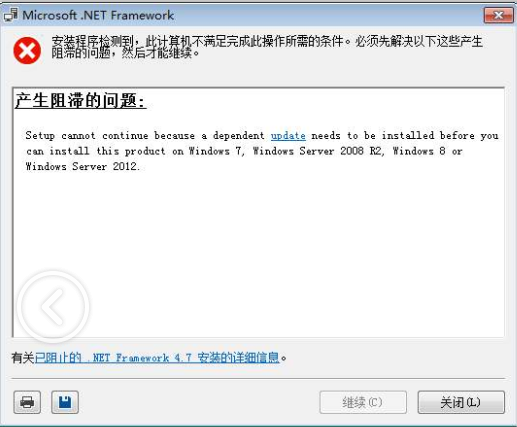 Microsoft .NET Framework
安装程序检测到，此计算机不满足完成此操作所需的条件。必须先解决以下这些产生
阻滞的问题，然后才能继续。
产生阻滞的问题:
Setup cannot continue because a dependent update needs to be installed before you
can install this product on Windows 7, Windows Server 2008 R2, Windows 8 or
Windows Server 2012.
有关已阻止的 .NET Framework 4.7 安装的详细信息。
继续(C)
关闭(L)